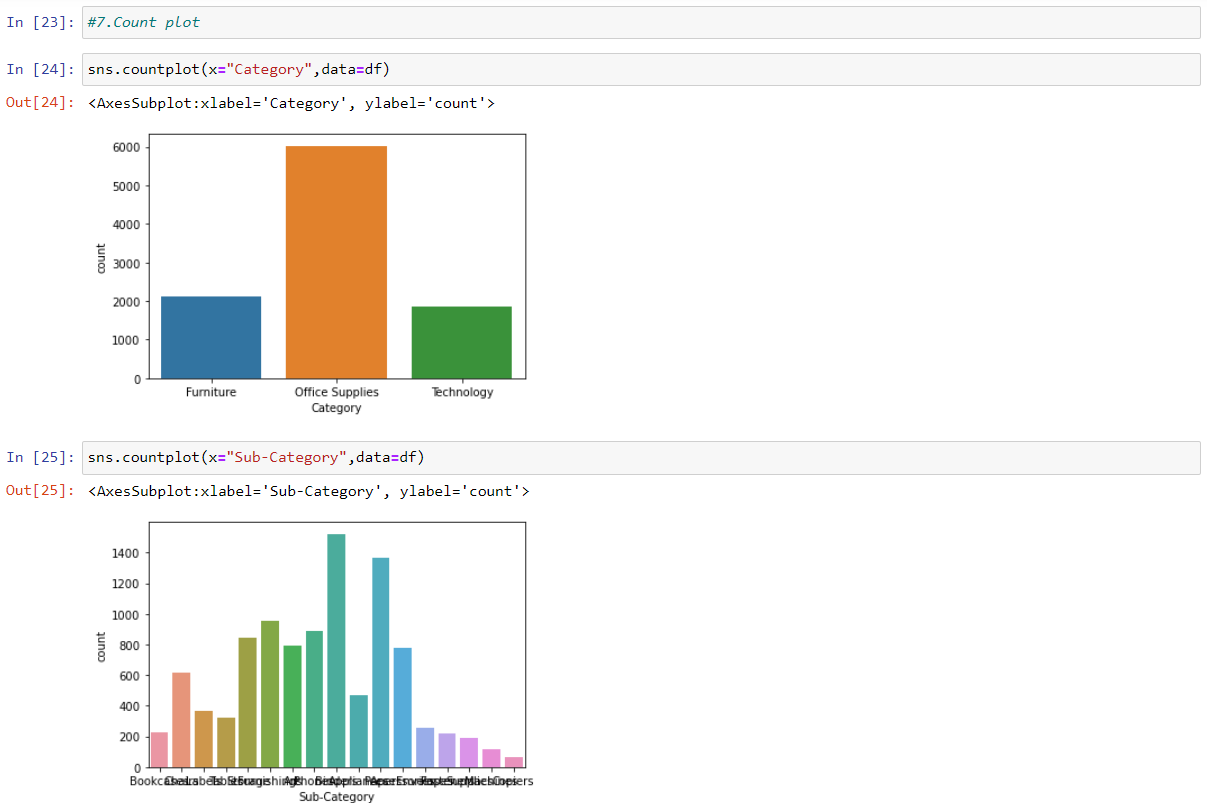 In [23]: #7.Count plot
In [24]: sns.countplot(x="Category",data=df)
Out[24]: <AxesSubplot:xlabel='Category', ylabel='count'>
6000
5000
4000
3000
2000
1000
0
count
Furniture Office Supplies Technology
Category
In [25]: sns.countplot(x="Sub-Category",data=df)
Out[25]: <AxesSubplot:xlabel='Sub-Category', ylabel='count'>
1400
1200
1000
800
600
400
200
0
count
Sub-Category